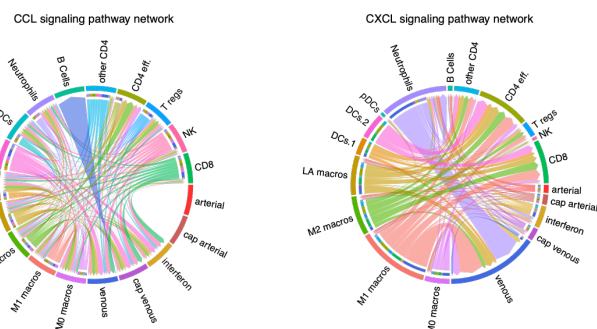 CCL signaling pathway network
Neutrophils
B Cells
other CD4
CD4 eff.
T regs
NK
CD8
arterial
cap arterial
interferon
cap venous
venous
M0 macros
M1 macros
CXCL signaling pathway network
pDCs
DCs.2
DCs.1
LA macros
M2 macros
M1 macros
M0 macros
venous
cap venous
interferon
cap arterial
arterial
CD8
NK
T regs
CD4 eff.
other CD4
B Cells
Neutrophils